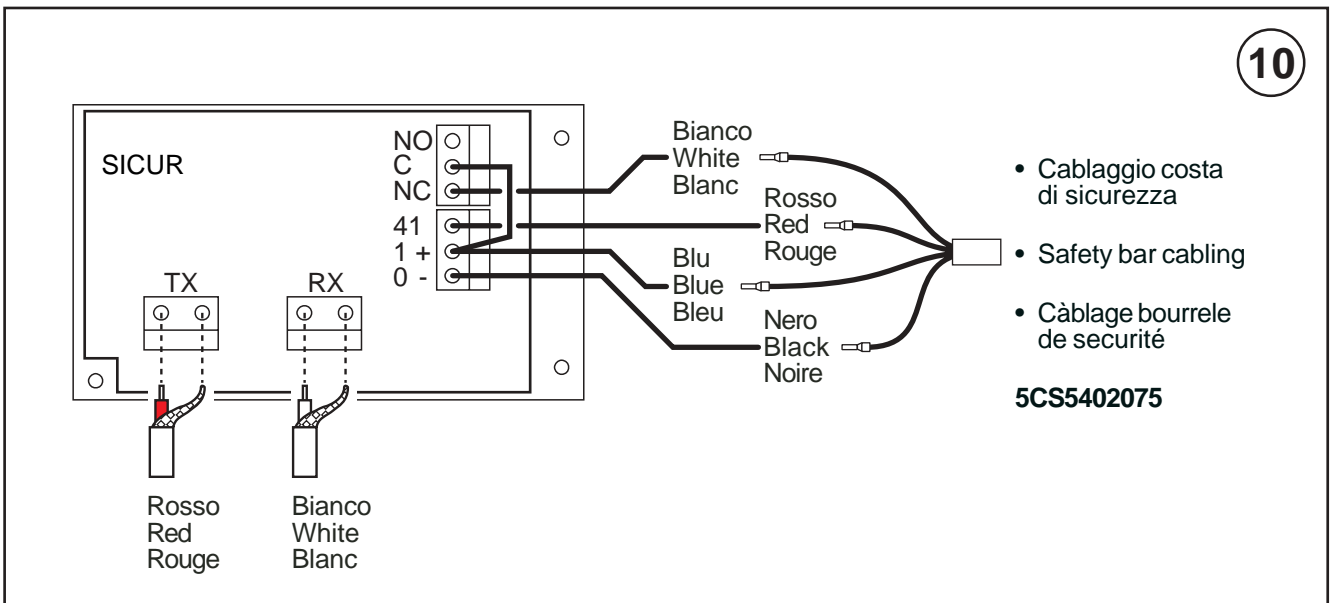 10
SICUR
NO
C
NC
41
1 +
0 -
TX
RX
Rosso
Red
Rouge
Bianco
White
Blanc
Bianco
White
Blanc
Rosso
Red
Rouge
Blu
Blue
Bleu
Nero
Black
Noire
• Cablaggio costa
di sicurezza
• Safety bar cabling
• Càblage bourrele
de securité
5CS5402075